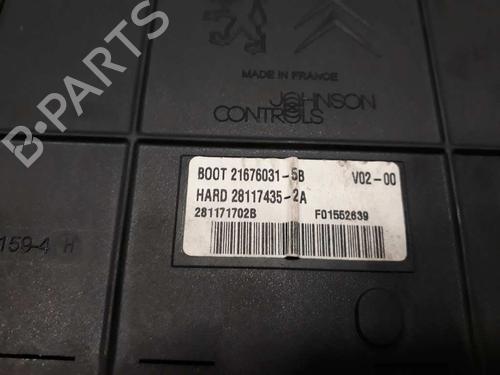 MADE IN FRANCE
JOHNSON
CONTROLS
BOOT 21676031-5B V02-00
HARD 28117435-2A
281171702B F01552639
159-4 H
B-PARTS